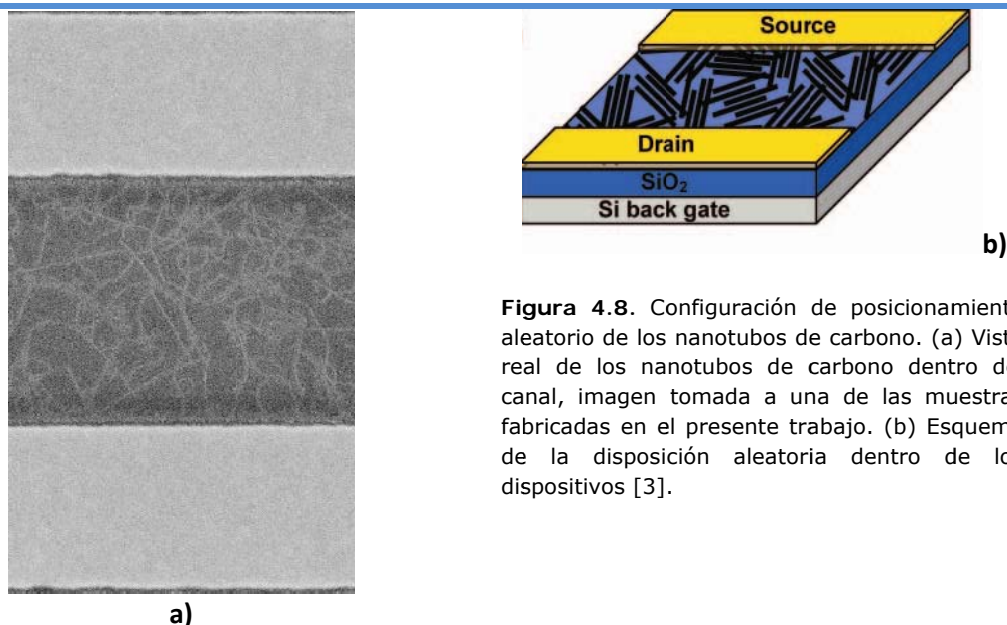 Source
Drain
SiO₂
Si back gate
b)
Figura 4.8. Configuración de posicionamient
aleatorio de los nanotubos de carbono. (a) Vist
real de los nanotubos de carbono dentro de
canal, imagen tomada a una de las muestra
fabricadas en el presente trabajo. (b) Esquem
de la disposición aleatoria dentro de lo
dispositivos [3].
a)